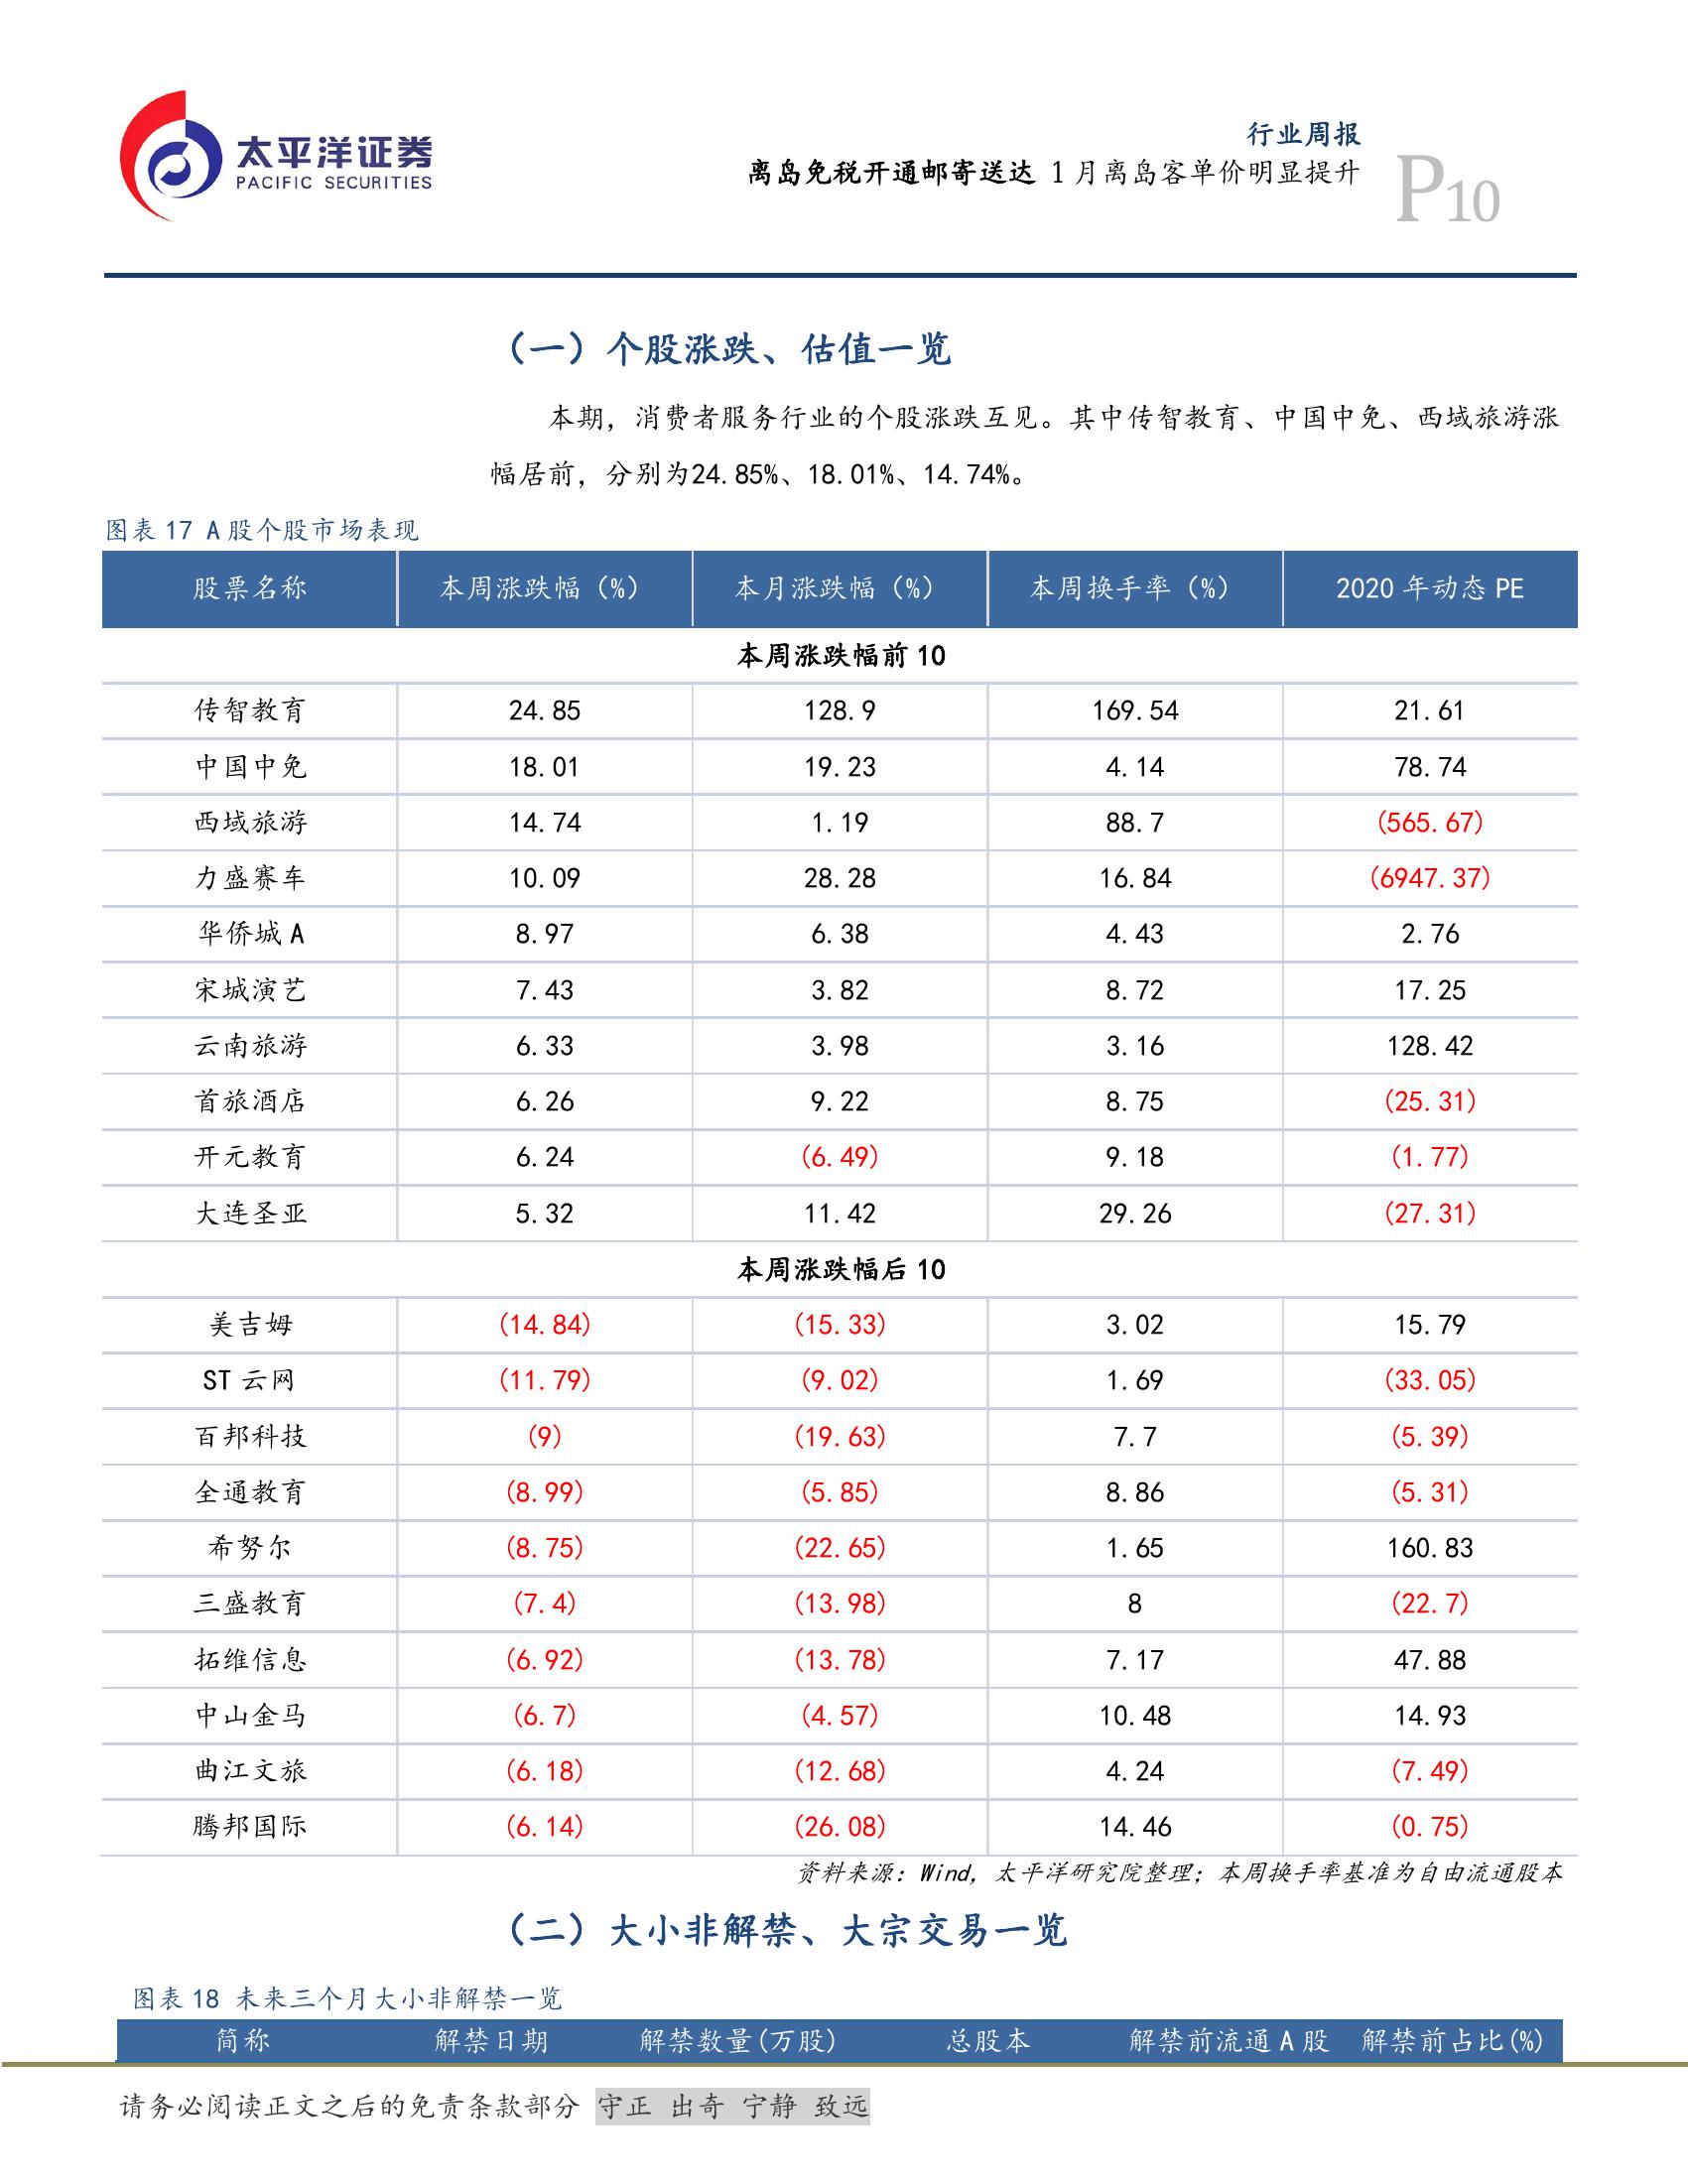 太平洋证券
PACIFIC SECURITIES
行业周报
离岛免税开通邮寄送达 1月离岛客单价明显提升
P10
（一）个股涨跌、估值一览
本期，消费者服务行业的个股涨跌互见。其中传智教育、中国中免、西域旅游涨
幅居前，分别为24.85%、18.01%、14.74%。
图表 17 A 股个股市场表现
股票名称 本周涨跌幅（%） 本月涨跌幅（%） 本周换手率（%） 2020 年动态 PE
本周涨跌幅前 10
传智教育 24.85 128.9 169.54 21.61
中国中免 18.01 19.23 4.14 78.74
西域旅游 14.74 1.19 88.7 (565.67)
力盛赛车 10.09 28.28 16.84 (6947.37)
华侨城 A 8.97 6.38 4.43 2.76
宋城演艺 7.43 3.82 8.72 17.25
云南旅游 6.33 3.98 3.16 128.42
首旅酒店 6.26 9.22 8.75 (25.31)
开元教育 6.24 (6.49) 9.18 (1.77)
大连圣亚 5.32 11.42 29.26 (27.31)
本周涨跌幅后 10
美吉姆 (14.84) (15.33) 3.02 15.79
ST 云网 (11.79) (9.02) 1.69 (33.05)
百邦科技 (9) (19.63) 7.7 (5.39)
全通教育 (8.99) (5.85) 8.86 (5.31)
希努尔 (8.75) (22.65) 1.65 160.83
三盛教育 (7.4) (13.98) 8 (22.7)
拓维信息 (6.92) (13.78) 7.17 47.88
中山金马 (6.7) (4.57) 10.48 14.93
曲江文旅 (6.18) (12.68) 4.24 (7.49)
腾邦国际 (6.14) (26.08) 14.46 (0.75)
资料来源：Wind，太平洋研究院整理；本周换手率基准为自由流通股本
（二）大小非解禁、大宗交易一览
图表 18 未来三个月大小非解禁一览
简称 解禁日期 解禁数量(万股) 总股本 解禁前流通 A 股 解禁前占比(%)
请务必阅读正文之后的免责条款部分 守正 出奇 宁静 致远